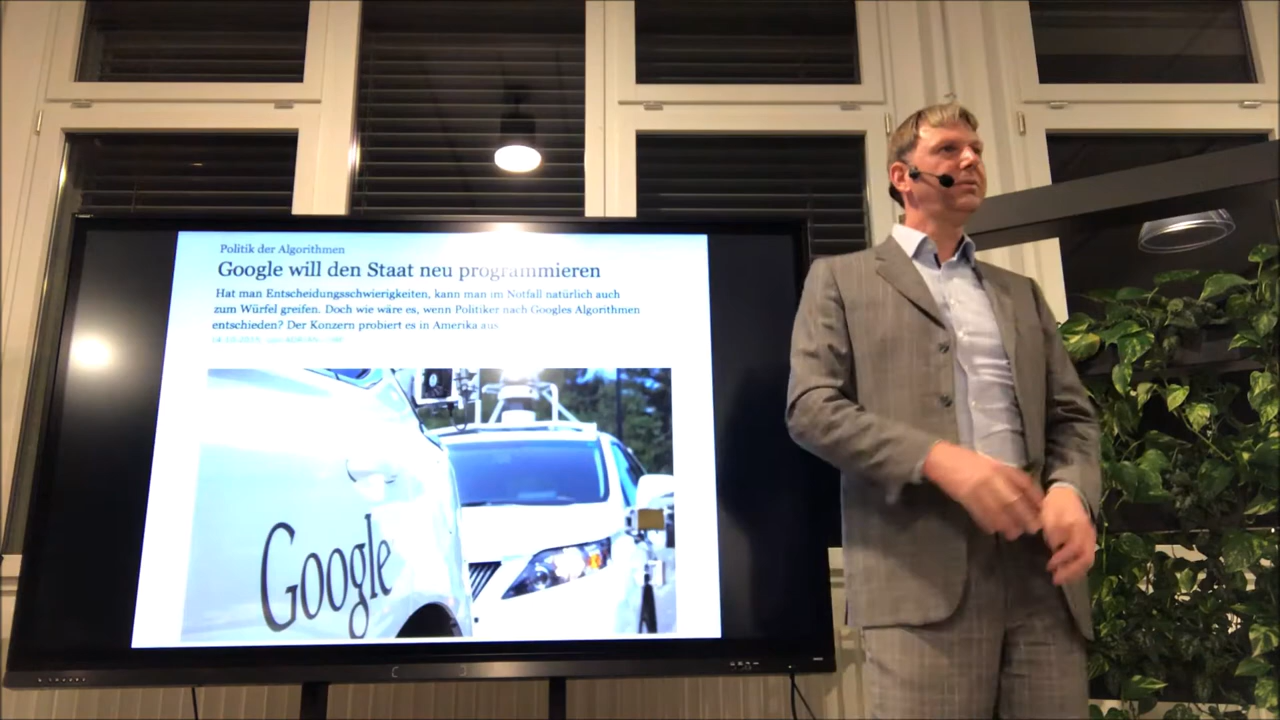 Politik der Algorithmen
Google will den Staat neu programmieren
Hat man Entscheidungsschwierigkeiten, kann man im Notfall natürlich auch
zum Würfel greifen. Doch wie wäre es, wenn Politiker nach Googles Algorithmen
entschieden? Der Konzern probiert es in Amerika aus
Google